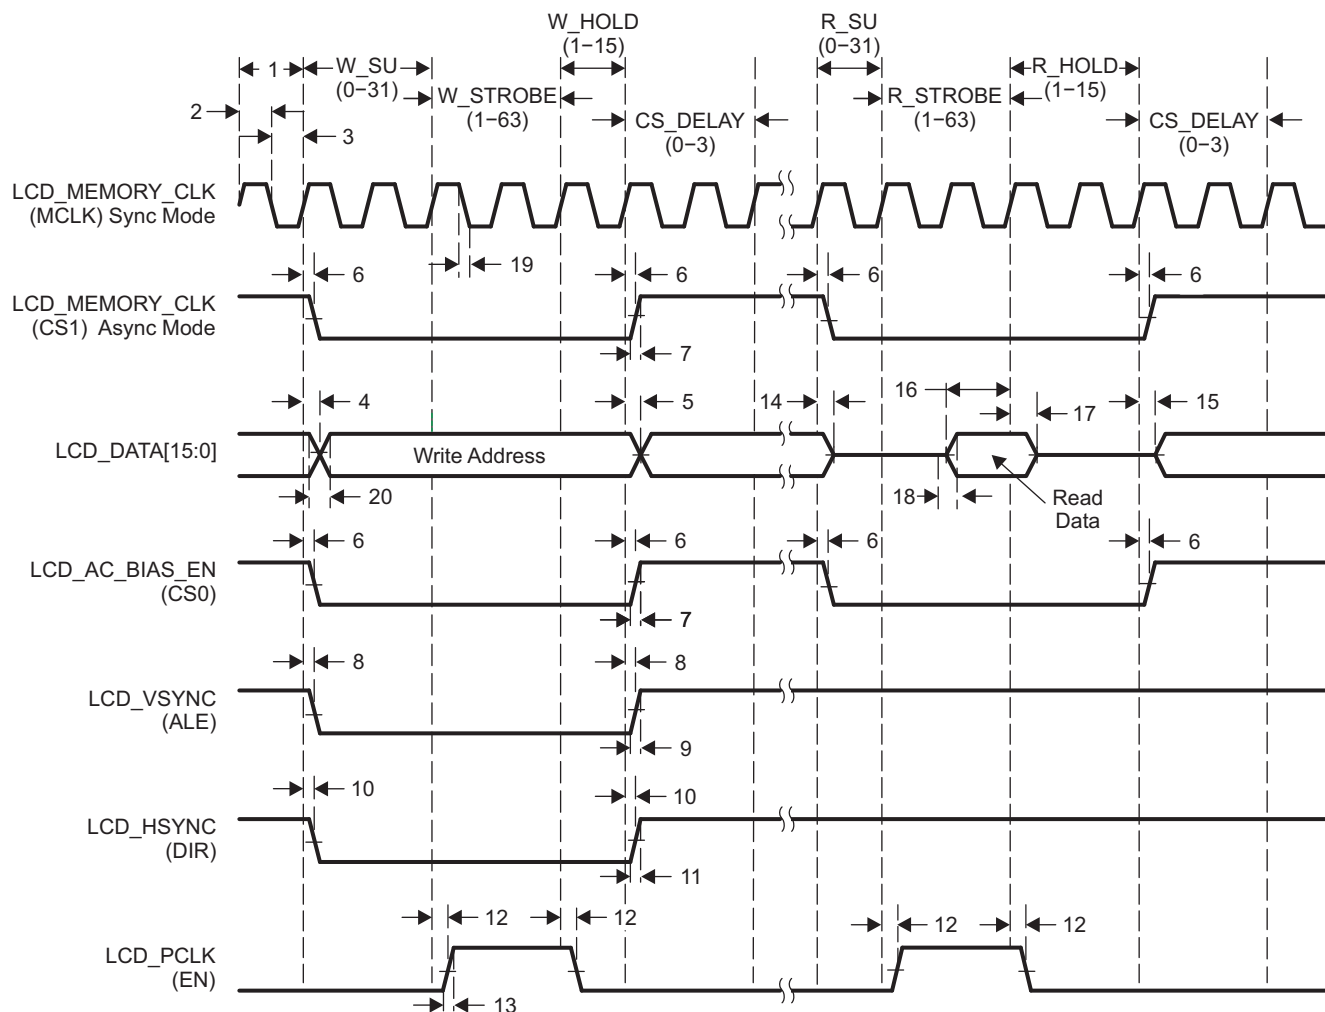 W_HOLD
(1−15)
R_SU
(0−31)
1
W_SU
(0−31)
R_HOLD
(1−15)
2
W_STROBE
(1−63)
R_STROBE
(1−63)
3
CS_DELAY
(0−3)
CS_DELAY
(0−3)
LCD_MEMORY_CLK
(MCLK) Sync Mode
19
6
6
6
6
LCD_MEMORY_CLK
(CS1) Async Mode
7
4
5
14
16
17
15
LCD_DATA[15:0]
Write Address
20
18
Read
Data
6
6
6
6
LCD_AC_BIAS_EN
(CS0)
7
8
8
LCD_VSYNC
(ALE)
9
10
10
LCD_HSYNC
(DIR)
11
12
12
12
12
LCD_PCLK
(EN)
13